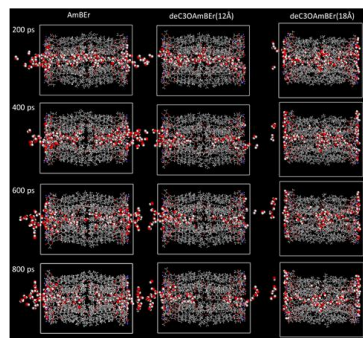 AmBEr deC3OAmBEr(12Å) deC3OAmBEr(18Å)
200 ps
400 ps
600 ps
800 ps